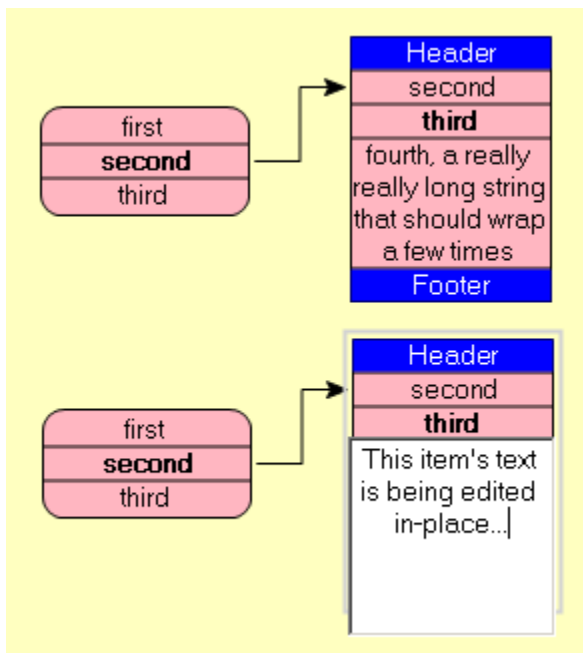 first
second
third
Header
second
third
fourth, a really
really long string
that should wrap
a few times
Footer
first
second
third
Header
second
third
This item's text
is being edited
in-place...